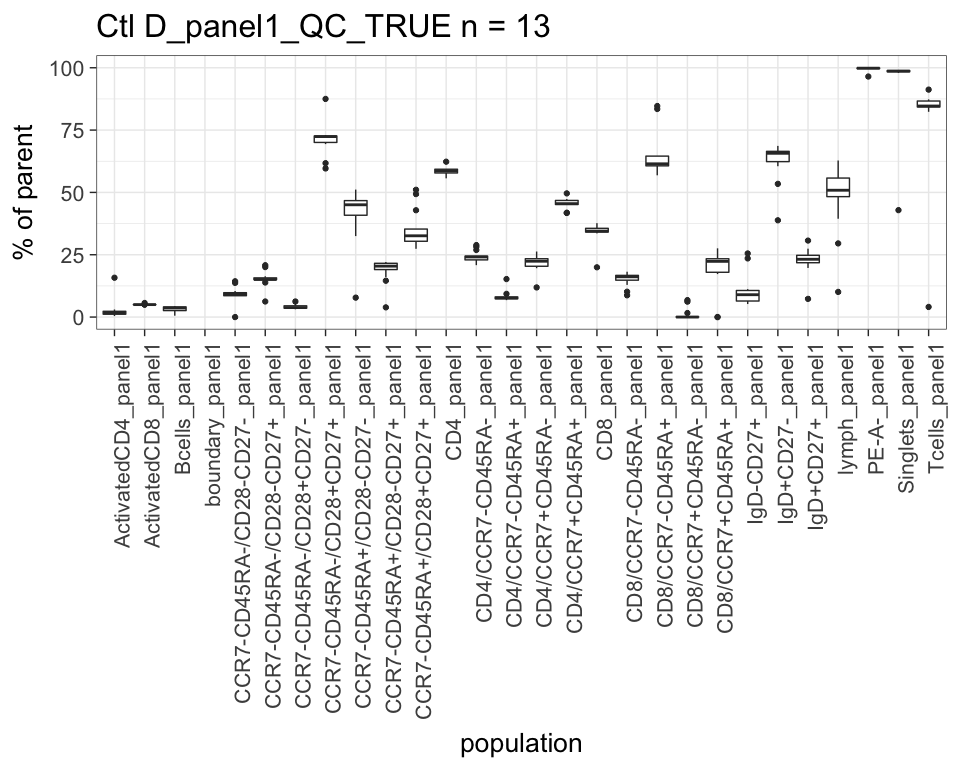 Ctl D_panel1_QC_TRUE n = 13
% of parent
100
75
50
25
0
ActivatedCD4_panel1
ActivatedCD8_panel1
Bcells_panel1
boundary_panel1
CCR7-CD45RA-/CD28-CD27-_panel1
CCR7-CD45RA-/CD28-CD27+_panel1
CCR7-CD45RA-/CD28+CD27-_panel1
CCR7-CD45RA-/CD28+CD27+_panel1
CCR7-CD45RA+/CD28-CD27-_panel1
CCR7-CD45RA+/CD28-CD27+_panel1
CCR7-CD45RA+/CD28+CD27+_panel1
CD4_panel1
CD4/CCR7-CD45RA-_panel1
CD4/CCR7-CD45RA+_panel1
CD4/CCR7+CD45RA-_panel1
CD4/CCR7+CD45RA+_panel1
CD8_panel1
CD8/CCR7-CD45RA-_panel1
CD8/CCR7-CD45RA+_panel1
CD8/CCR7+CD45RA-_panel1
CD8/CCR7+CD45RA+_panel1
IgD-CD27+_panel1
IgD+CD27-_panel1
IgD+CD27+_panel1
lymph_panel1
PE-A-_panel1
Singlets_panel1
Tcells_panel1
population